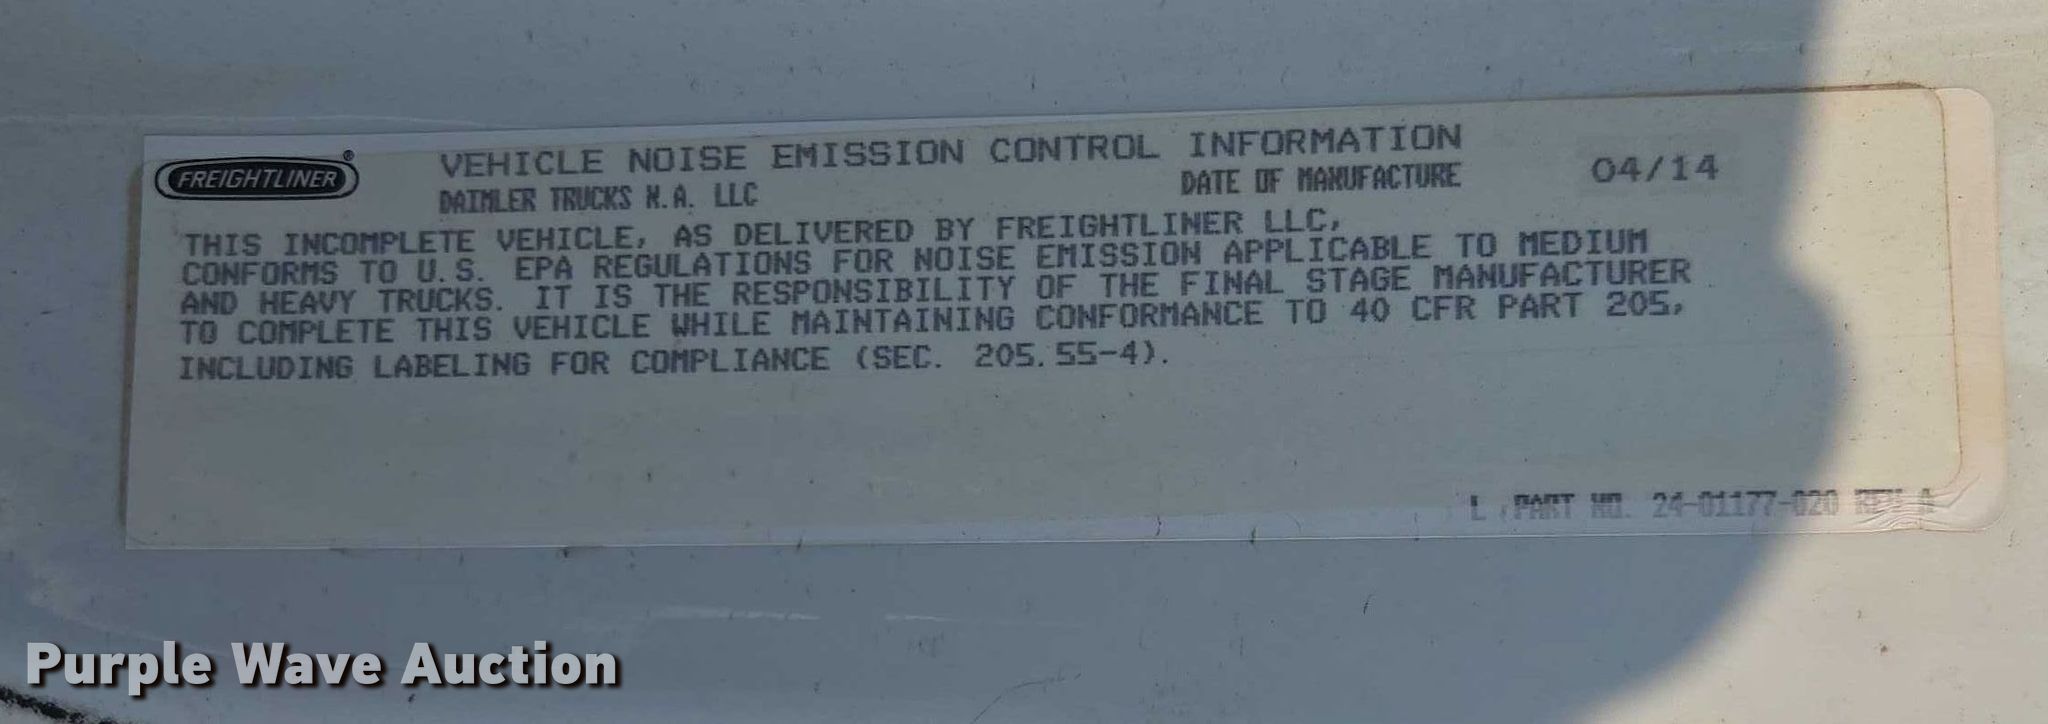 FREIGHTLINER®
VEHICLE NOISE EMISSION CONTROL INFORMATION
DAIMLER TRUCKS N.A. LLC DATE OF MANUFACTURE 04/14
THIS INCOMPLETE VEHICLE, AS DELIVERED BY FREIGHTLINER LLC,
CONFORMS TO U.S. EPA REGULATIONS FOR NOISE EMISSION APPLICABLE TO MEDIUM
AND HEAVY TRUCKS. IT IS THE RESPONSIBILITY OF THE FINAL STAGE MANUFACTURER
TO COMPLETE THIS VEHICLE WHILE MAINTAINING CONFORMANCE TO 40 CFR PART 205,
INCLUDING LABELING FOR COMPLIANCE (SEC. 205.55-4).
L PART NO. 24-01177-020 REV A
Purple Wave Auction